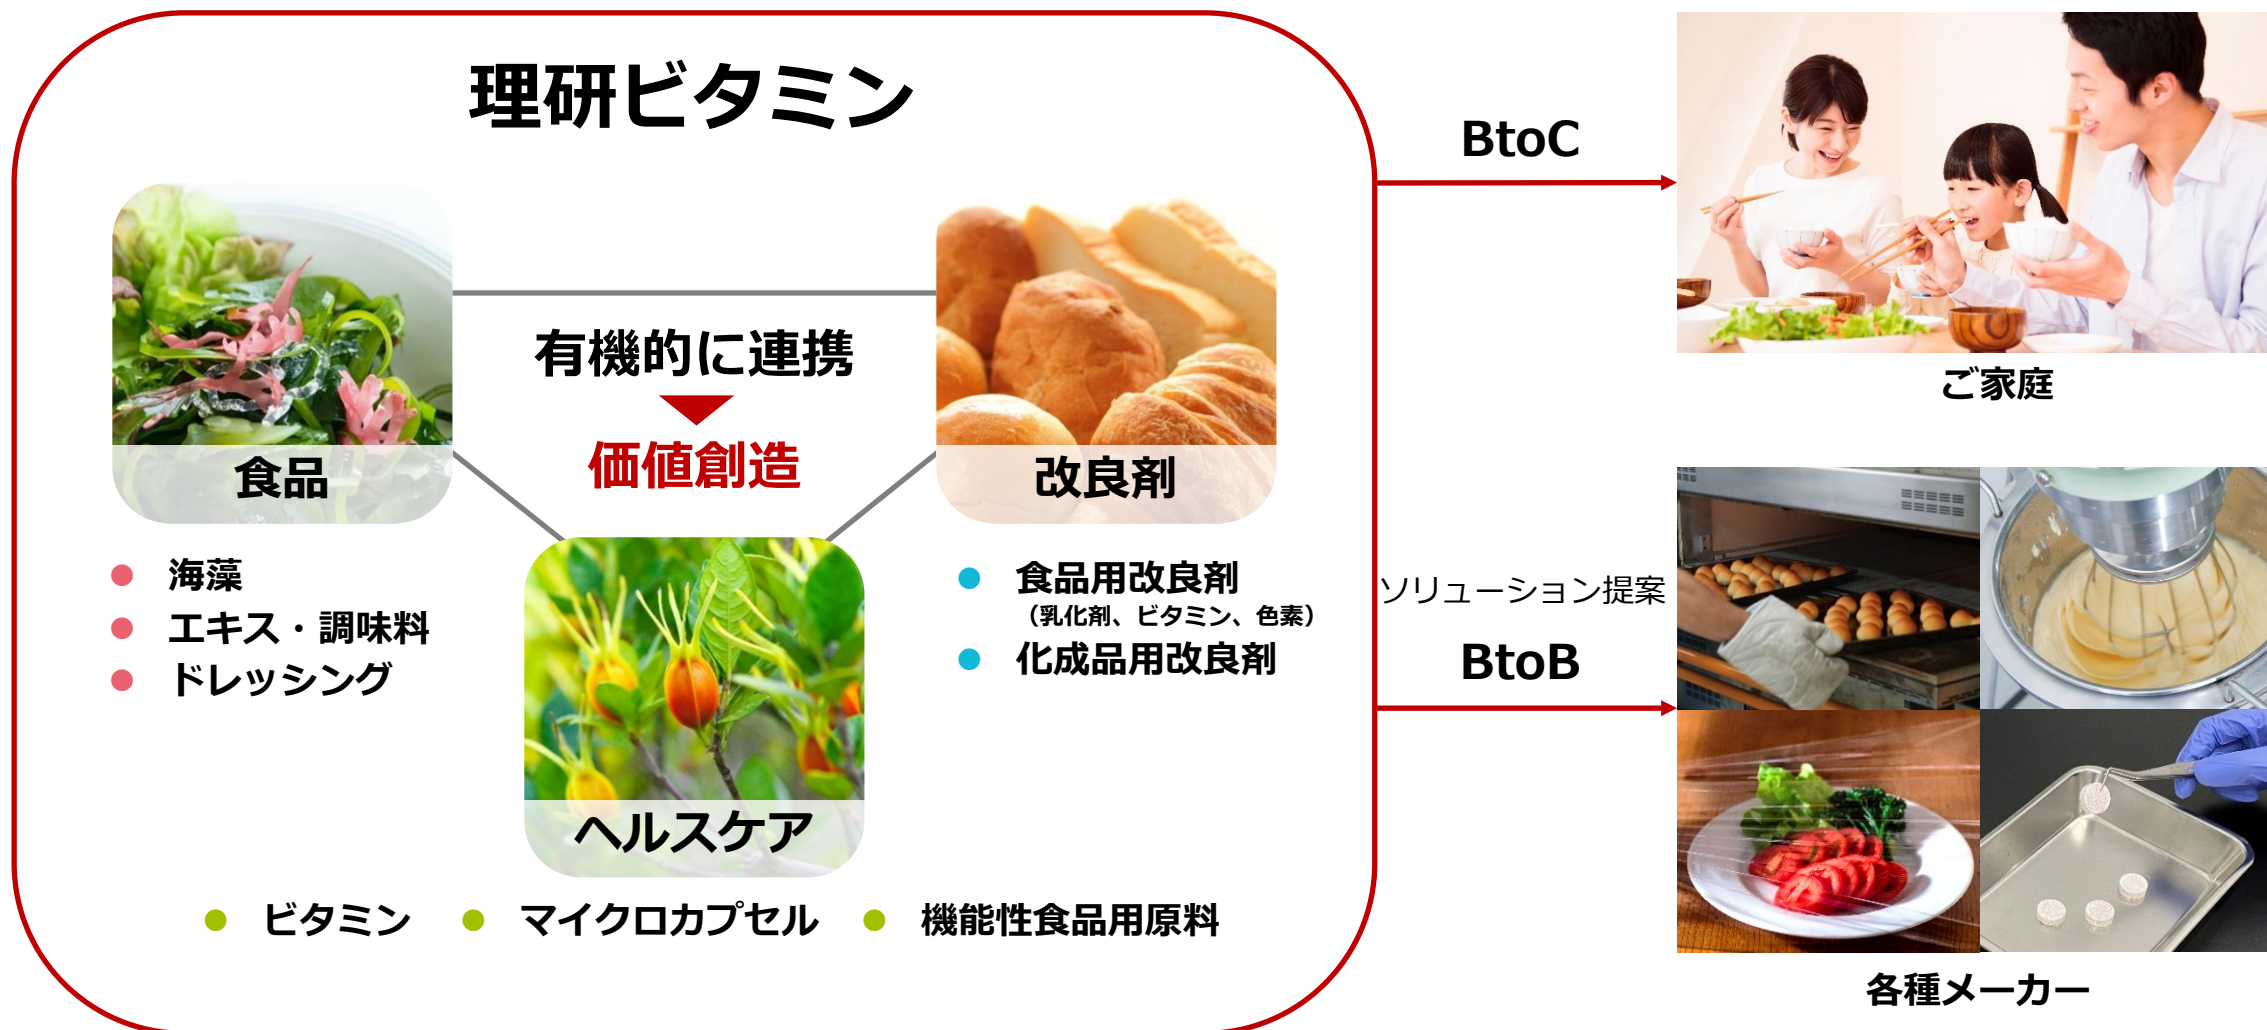 理研ビタミン
有機的に連携
価値創造
食品
海藻
エキス・調味料
ドレッシング
改良剤
食品用改良剤
（乳化剤、ビタミン、色素）
化成品用改良剤
ヘルスケア
ビタミン
マイクロカプセル
機能性食品用原料
BtoC
ご家庭
ソリューション提案
BtoB
各種メーカー